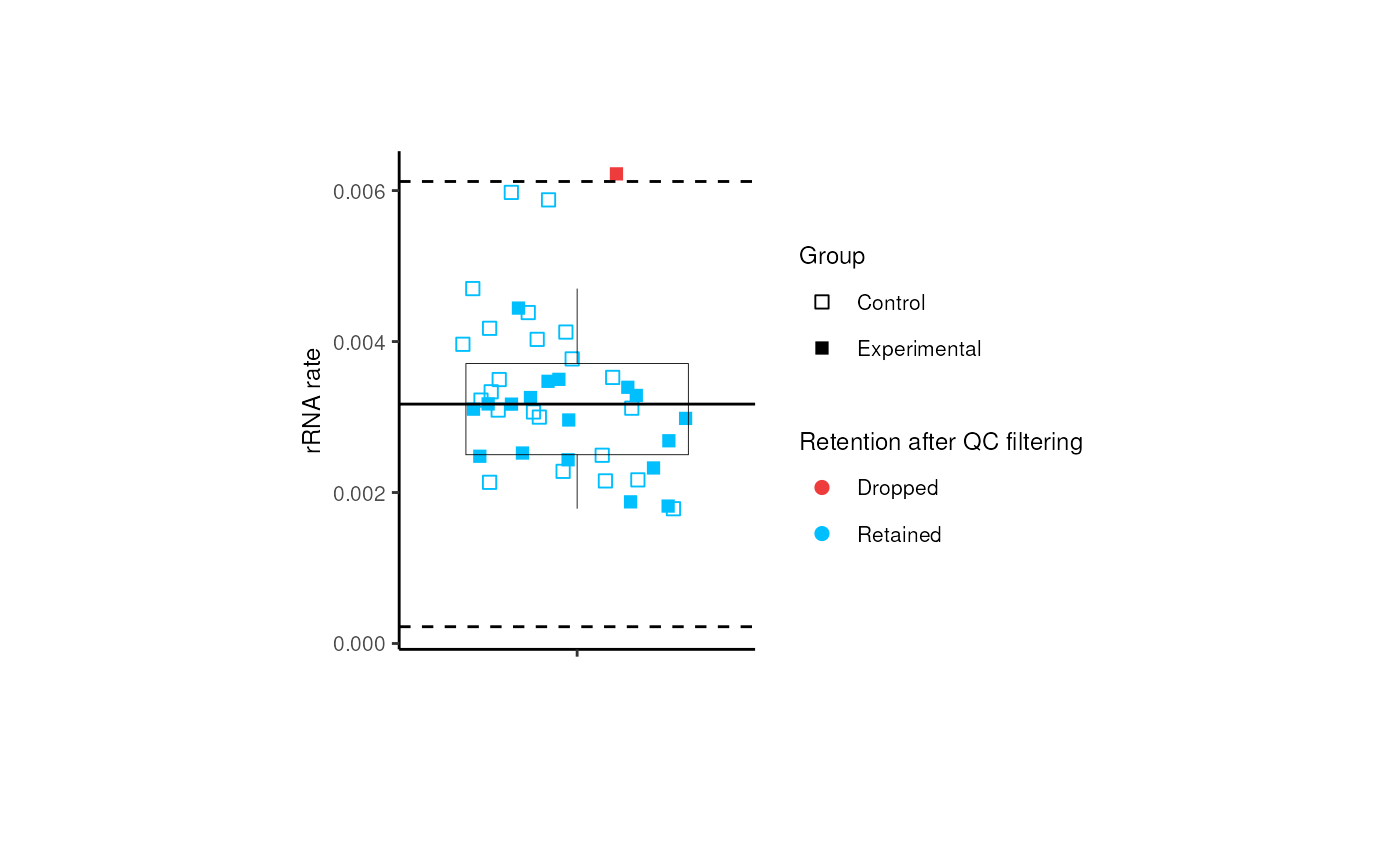 rRNA rate
0.006
0.004
0.002
0.000
Group
Control
Experimental
Retention after QC filtering
Dropped
Retained